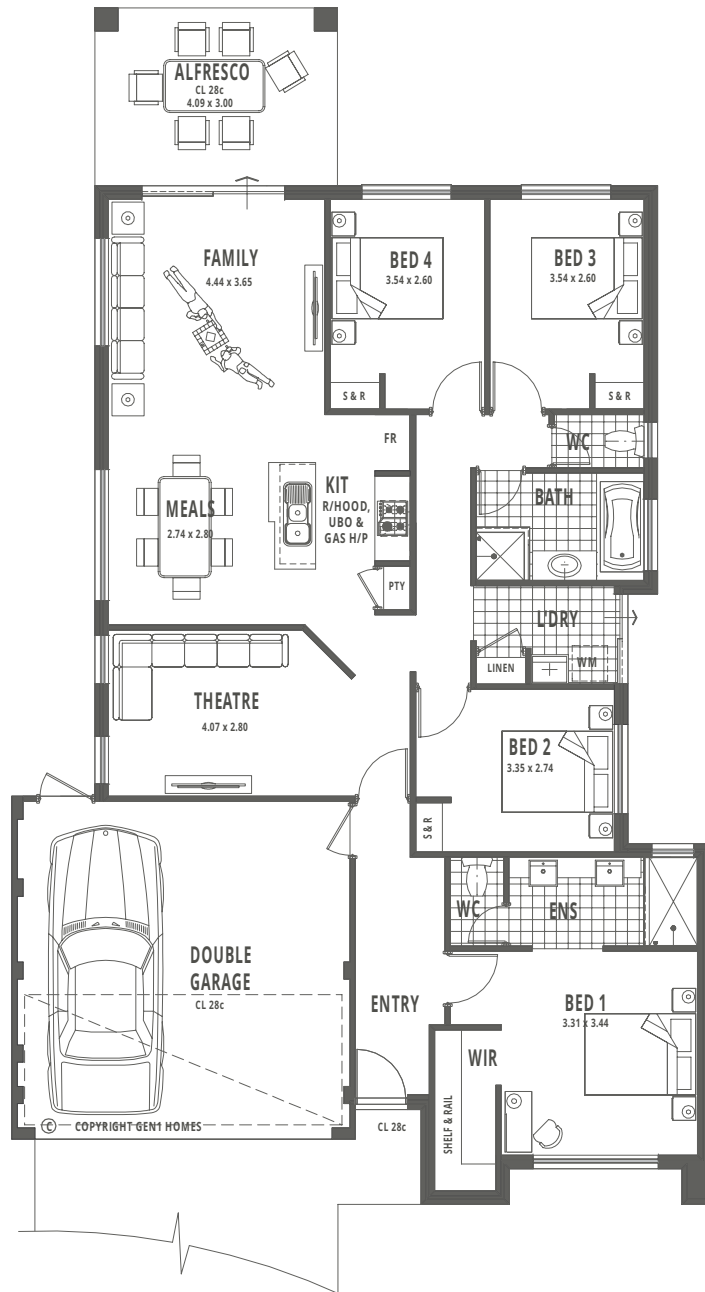 ALFRESCO
CL 28c
4.09 x 3.00
FAMILY
4.44 x 3.65
BED 4
3.54 x 2.60
BED 3
3.54 x 2.60
S & R
S & R
FR
WC
KIT
R/HOOD,
UBO &
GAS H/P
BATH
MEALS
2.74 x 2.80
PTY
L'DRY
LINEN
WM
THEATRE
4.07 x 2.80
BED 2
3.35 x 2.74
S & R
WC
ENS
DOUBLE
GARAGE
CL 28c
ENTRY
BED 1
3.31 x 3.44
WIR
SHELF & RAIL
C COPYRIGHT GEN1 HOMES
CL 28c